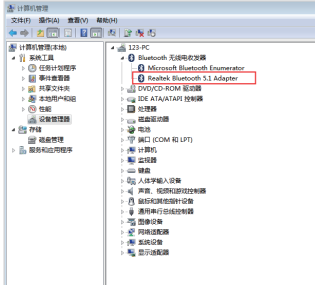 计算机管理
文件(F) 操作(A) 查看(V) 帮助(H)
计算机管理(本地)
系统工具
任务计划程序
事件查看器
共享文件夹
本地用户和组
性能
设备管理器
存储
磁盘管理
服务和应用程序
123-PC
Bluetooth 无线电收发器
Microsoft Bluetooth Enumerator
Realtek Bluetooth 5.1 Adapter
DVD/CD-ROM 驱动器
IDE ATA/ATAPI 控制器
处理器
磁盘驱动器
电池
端口 (COM 和 LPT)
计算机
监视器
键盘
人体学输入设备
声音、视频和游戏控制器
鼠标和其他指针设备
通用串行总线控制器
图像设备
网络适配器
系统设备
显示适配器